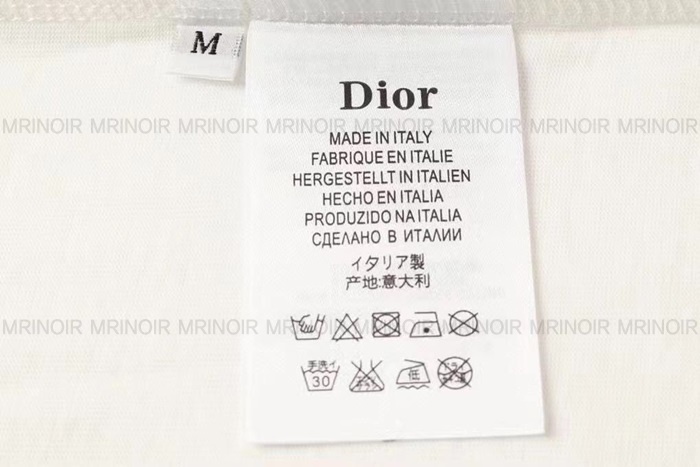 M
Dior
MRINOIR MRINOIR MRINOIR MRINOIR MRINOIR MRINOIR MRINOIR MRINOIR
MADE IN ITALY
FABRIQUE EN ITALIE
HERGESTELLT IN ITALIEN
HECHO EN ITALIA
PRODUZIDO NA ITALIA
СДЕЛАНО В ИТАЛИИ
イタリア製
产地:意大利
MRINOIR MRINOIR MRINOIR MRINOIR MRINOIR MRINOIR MRINOIR MRINOIR
手洗イ
30
低